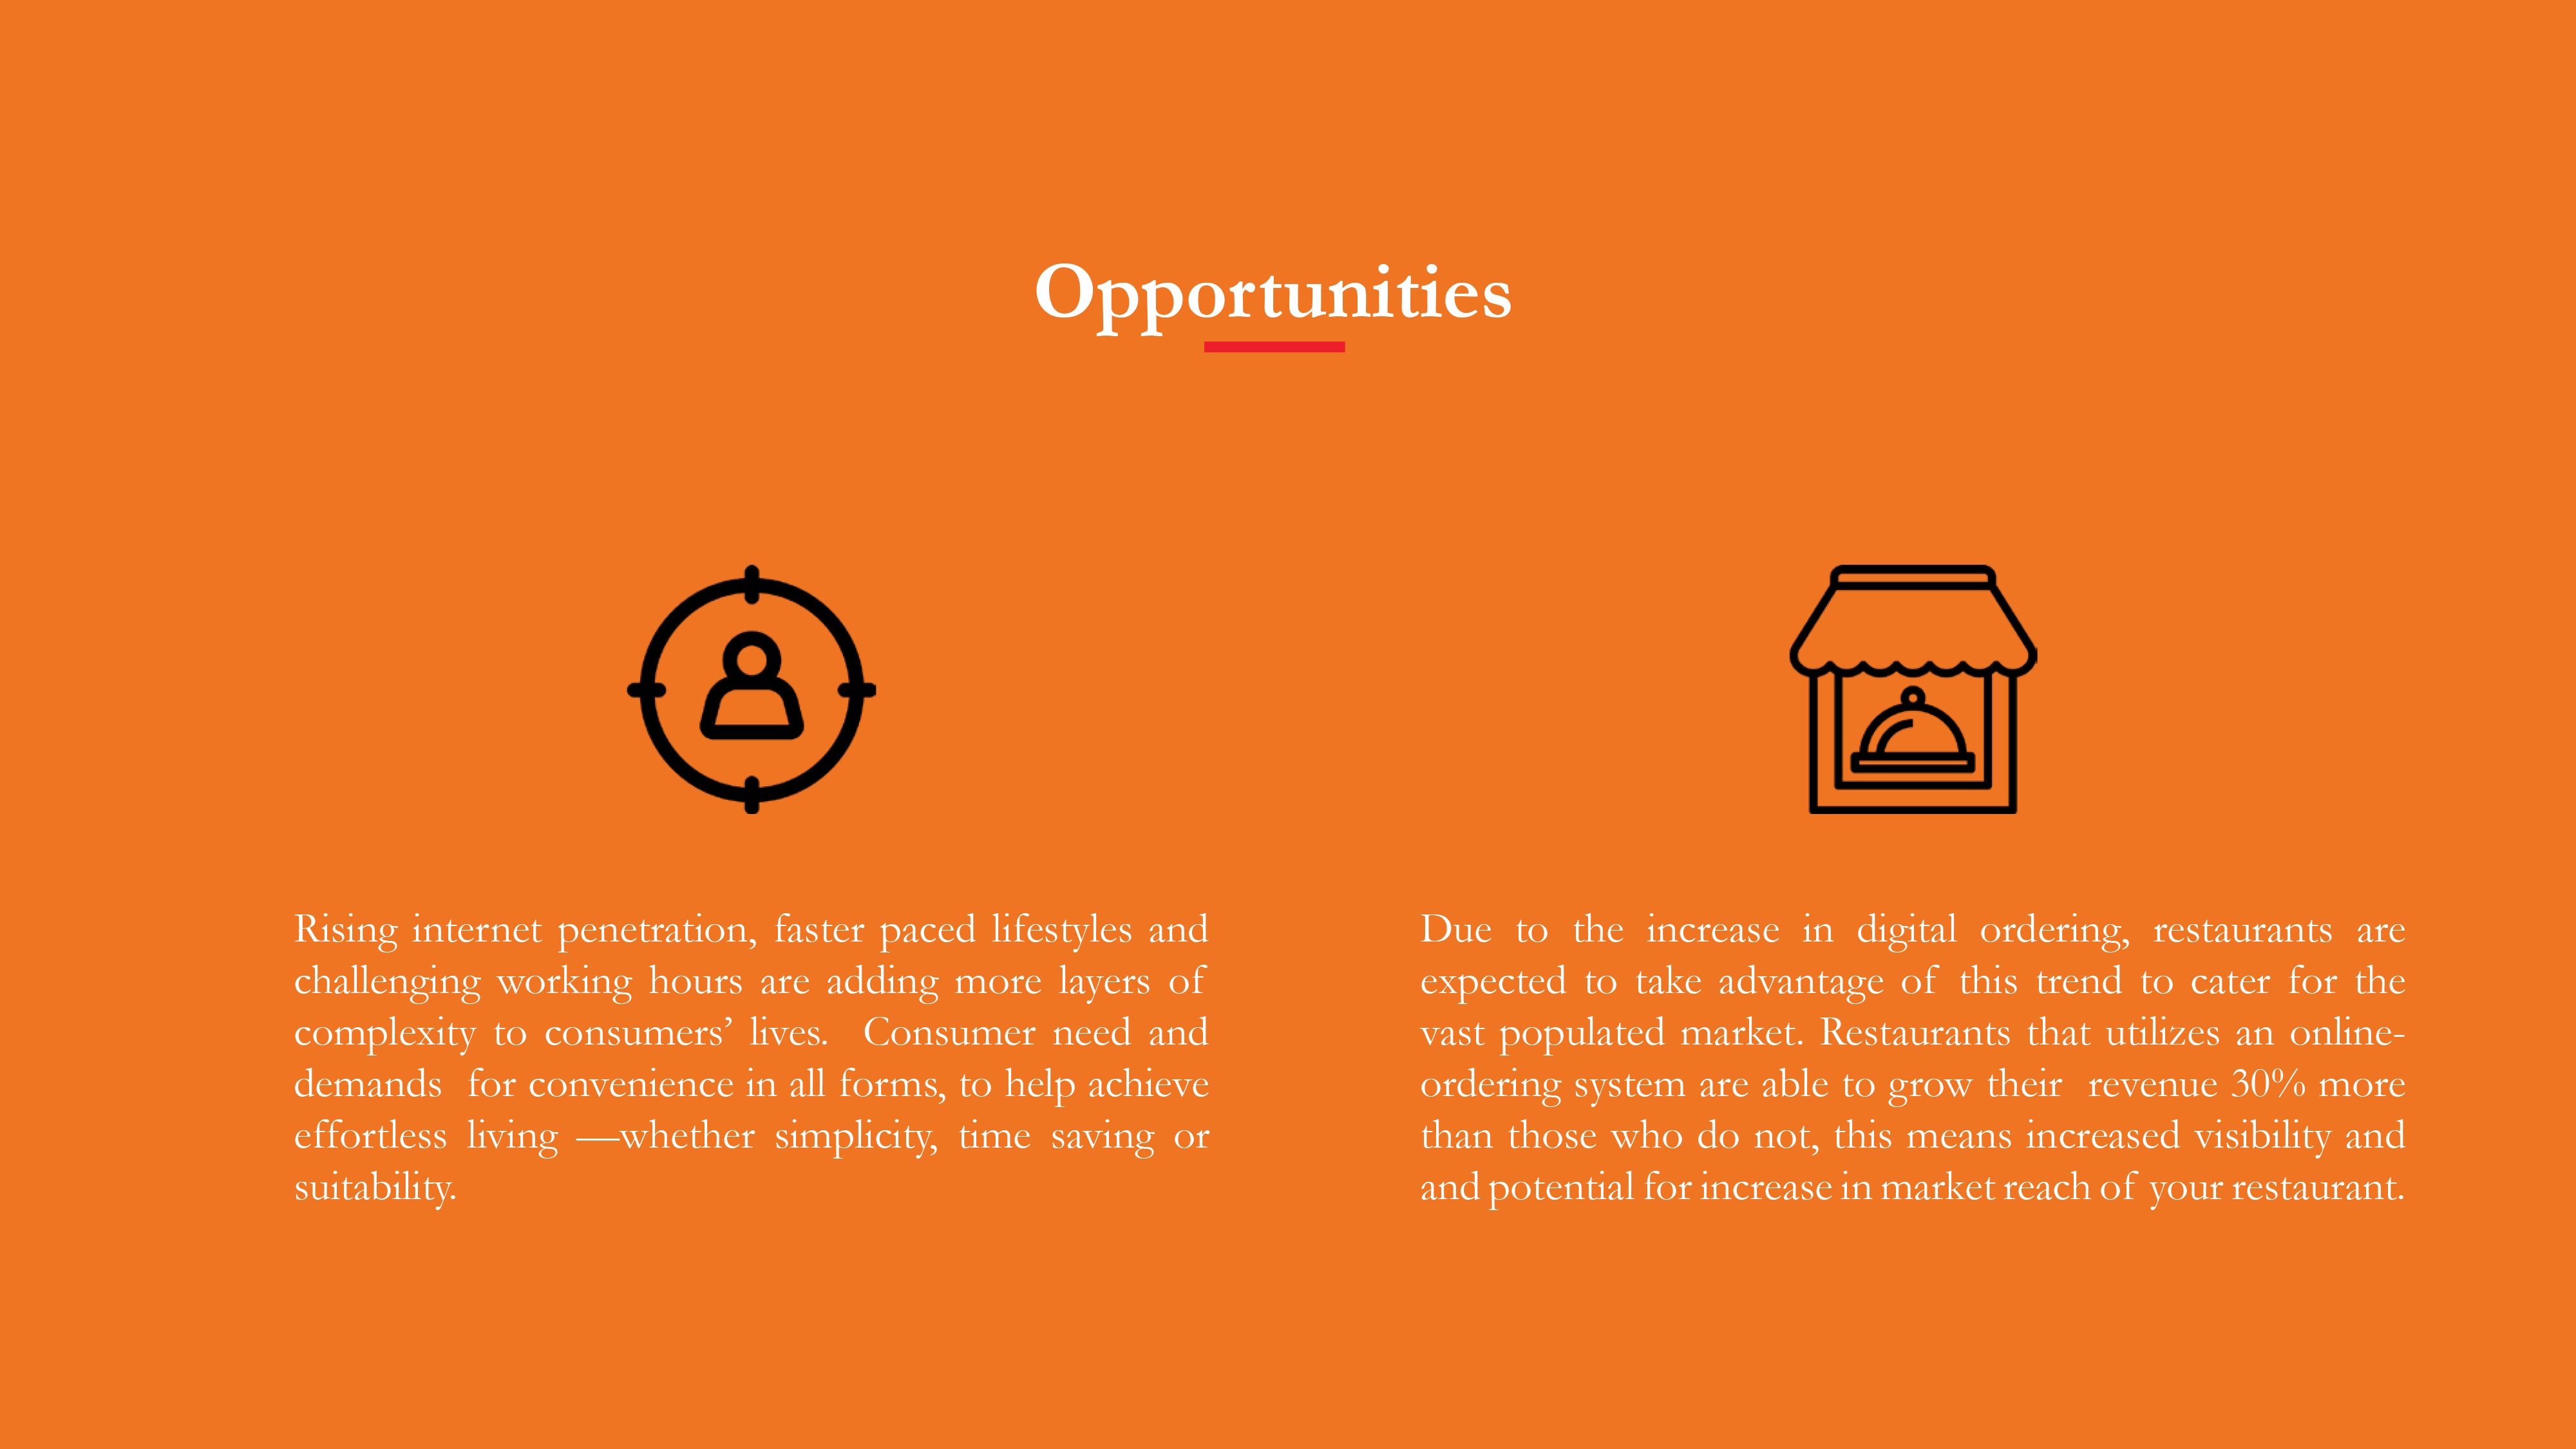 Opportunities
Rising internet penetration, faster paced lifestyles and
challenging working hours are adding more layers of
complexity to consumers’ lives.  Consumer need and
demands  for convenience in all forms, to help achieve
effortless living —whether simplicity, time saving or
suitability.
Due to the increase in digital ordering, restaurants are
expected to take advantage of this trend to cater for the
vast populated market. Restaurants that utilizes an online-
ordering system are able to grow their  revenue 30% more
than those who do not, this means increased visibility and
and potential for increase in market reach of your restaurant.